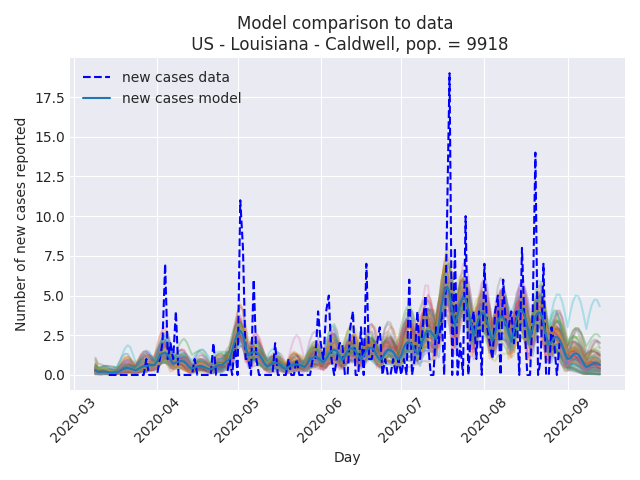 Model comparison to data
US - Louisiana - Caldwell, pop. = 9918
new cases data
new cases model
Number of new cases reported
17.5
15.0
12.5
10.0
7.5
5.0
2.5
0.0
2020-03
2020-04
2020-05
2020-06
2020-07
2020-08
2020-09
Day